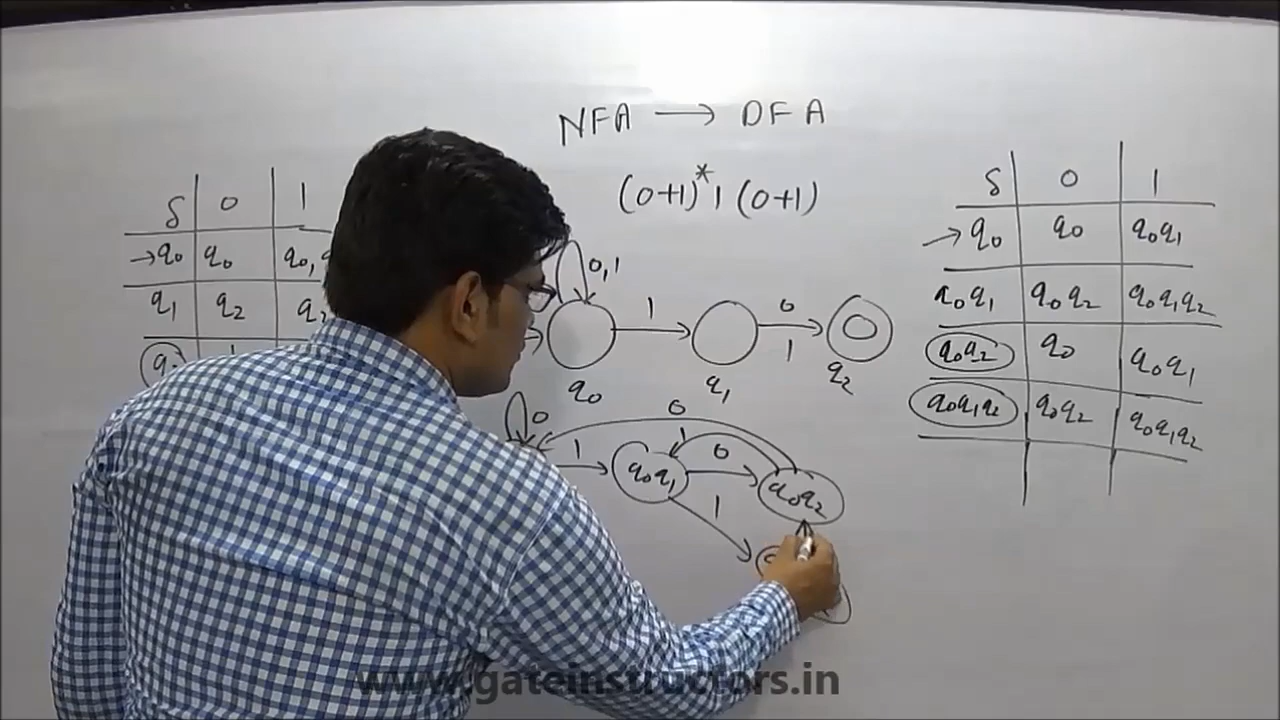 NFA → DFA
(0+1)* 1 (0+1)
δ 0 1
→q0 q0 q0,
q1 q2 q2
0,1
1
0
1
q0 q1 q2
0
1
0
1
0
1
q0q1
q0q2
δ 0 1
→q0 q0 q0q1
q0q1 q0q2 q0q1q2
q0q2 q0 q0q1
q0q1q2 q0q2 q0q1q2
www.gateinstructors.in